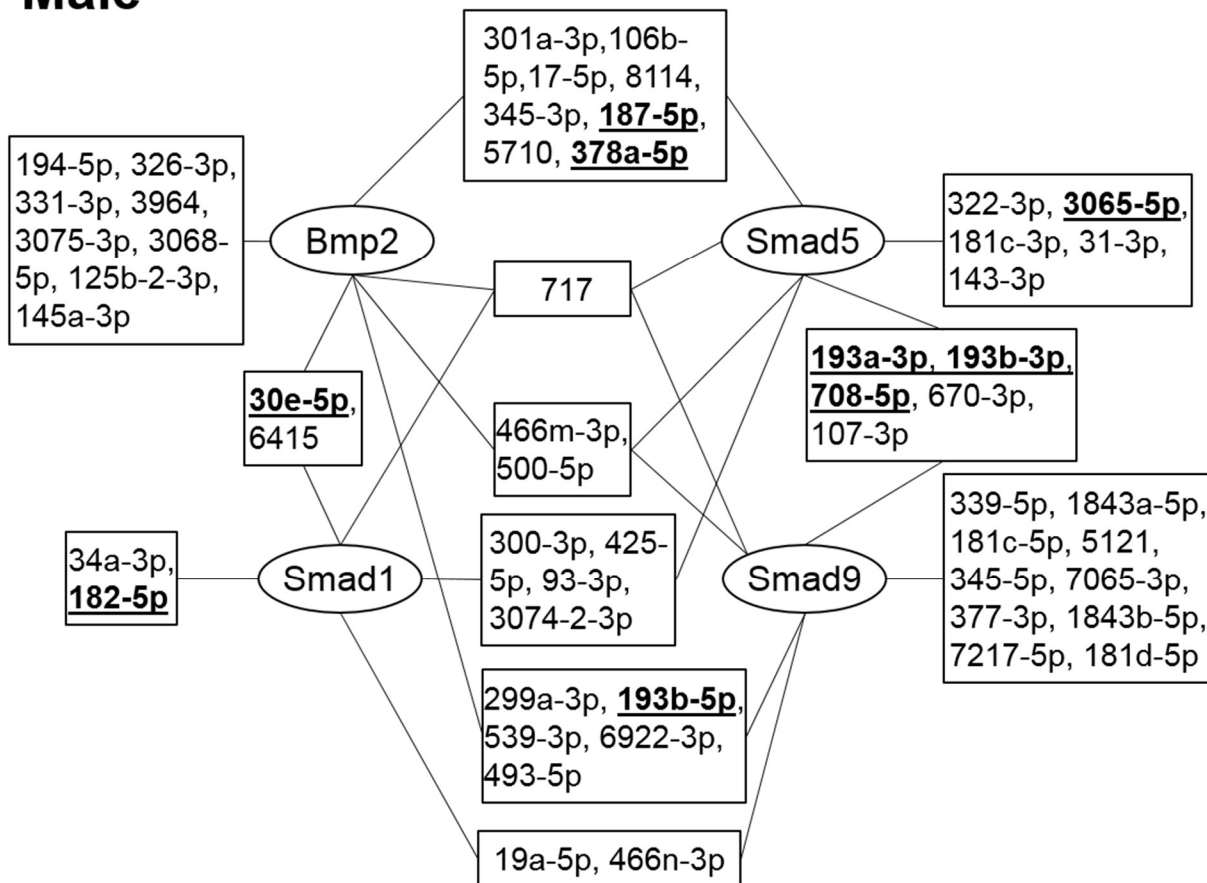 Male
301a-3p,106b-
5p,17-5p, 8114,
345-3p, 187-5p,
5710, 378a-5p
194-5p, 326-3p,
331-3p, 3964,
3075-3p, 3068-
5p, 125b-2-3p,
145a-3p
Bmp2
Smad5
322-3p, 3065-5p,
181c-3p, 31-3p,
143-3p
717
193a-3p, 193b-3p,
708-5p, 670-3p,
107-3p
30e-5p,
6415
466m-3p,
500-5p
339-5p, 1843a-5p,
181c-5p, 5121,
345-5p, 7065-3p,
377-3p, 1843b-5p,
7217-5p, 181d-5p
34a-3p,
182-5p
Smad1
300-3p, 425-
5p, 93-3p,
3074-2-3p
Smad9
299a-3p, 193b-5p,
539-3p, 6922-3p,
493-5p
19a-5p, 466n-3p